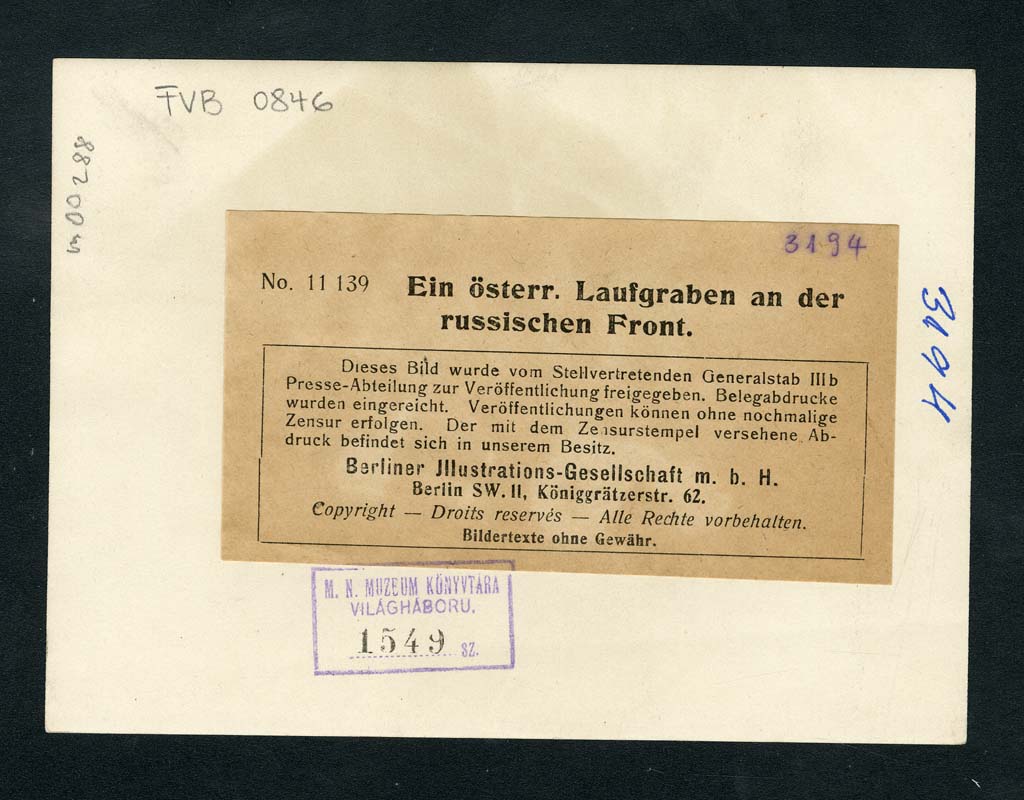 FVB 0846
m00288
3194
No. 11 139 Ein österr. Laufgraben an der
russischen Front.
Dieses Bild wurde vom Stellvertretenden Generalstab IIIb
Presse-Abteilung zur Veröffentlichung freigegeben. Belegabdrucke
wurden eingereicht. Veröffentlichungen können ohne nochmalige
Zensur erfolgen. Der mit dem Zensurstempel versehene Ab-
druck befindet sich in unserem Besitz.
Berliner Jllustrations-Gesellschaft m. b. H.
Berlin SW. 11, Königgrätzerstr. 62.
Copyright — Droits reservés — Alle Rechte vorbehalten.
Bildertexte ohne Gewähr.
3194
M. N. MUZEUM KÖNYVTÁRA
VILÁGHÁBORU.
1549 SZ.